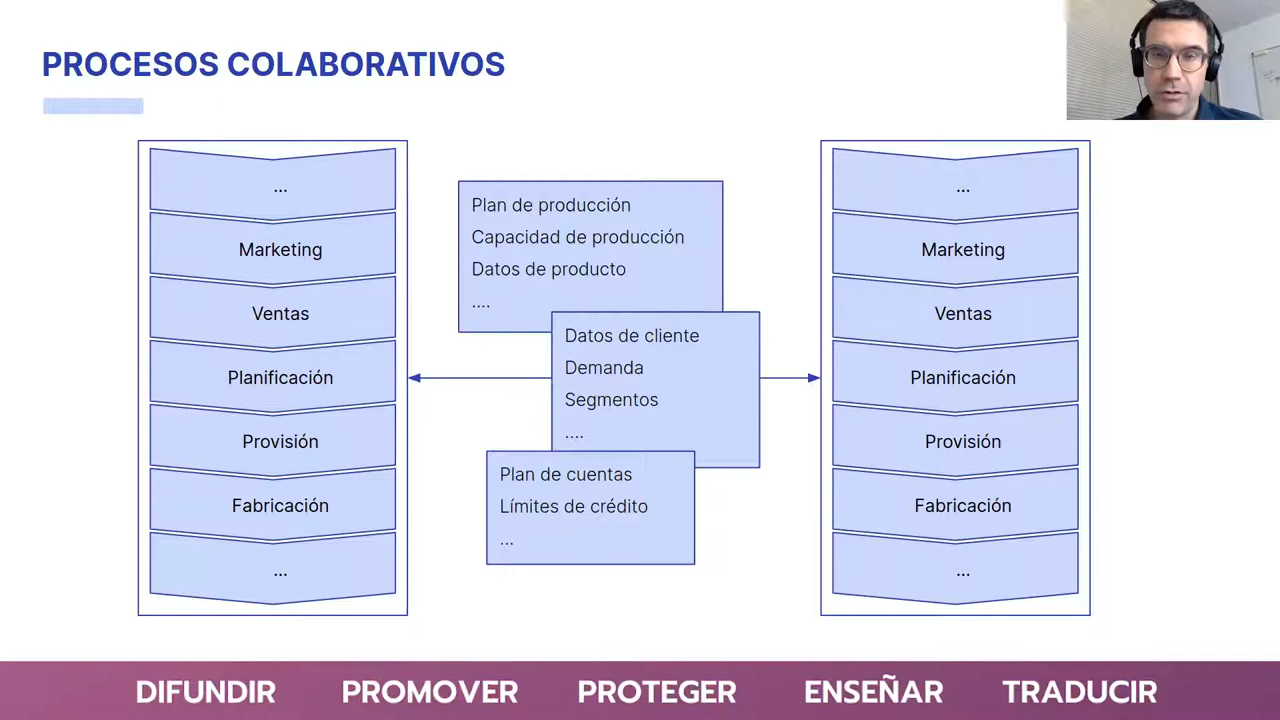 PROCESOS COLABORATIVOS
...
Marketing
Ventas
Planificación
Provisión
Fabricación
...
Plan de producción
Capacidad de producción
Datos de producto
....
Datos de cliente
Demanda
Segmentos
....
Plan de cuentas
Límites de crédito
...
...
Marketing
Ventas
Planificación
Provisión
Fabricación
...
DIFUNDIR PROMOVER PROTEGER ENSEÑAR TRADUCIR